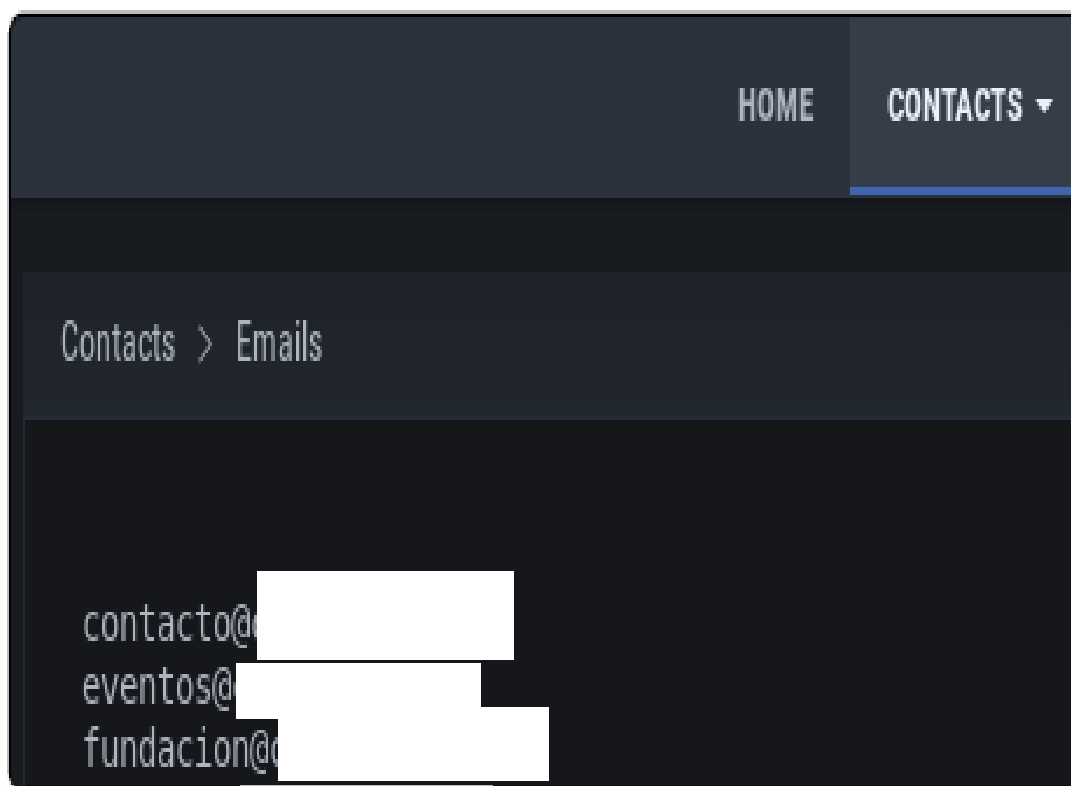 HOME CONTACTS
Contacts > Emails
contacto@
eventos@
fundacion@